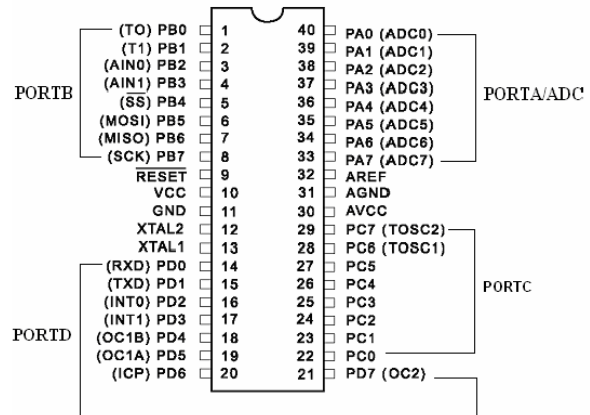 (TO) PB0 1 40 PA0 (ADC0)
(T1) PB1 2 39 PA1 (ADC1)
(AIN0) PB2 3 38 PA2 (ADC2)
(AIN1) PB3 4 37 PA3 (ADC3)
PORTB PORTA/ADC
(SS) PB4 5 36 PA4 (ADC4)
(MOSI) PB5 6 35 PA5 (ADC5)
(MISO) PB6 7 34 PA6 (ADC6)
(SCK) PB7 8 33 PA7 (ADC7)
RESET 9 32 AREF
VCC 10 31 AGND
GND 11 30 AVCC
XTAL2 12 29 PC7 (TOSC2)
XTAL1 13 28 PC6 (TOSC1)
(RXD) PD0 14 27 PC5
(TXD) PD1 15 26 PC4 PORTC
(INT0) PD2 16 25 PC3
(INT1) PD3 17 24 PC2
PORTD (OC1B) PD4 18 23 PC1
(OC1A) PD5 19 22 PC0
(ICP) PD6 20 21 PD7 (OC2)